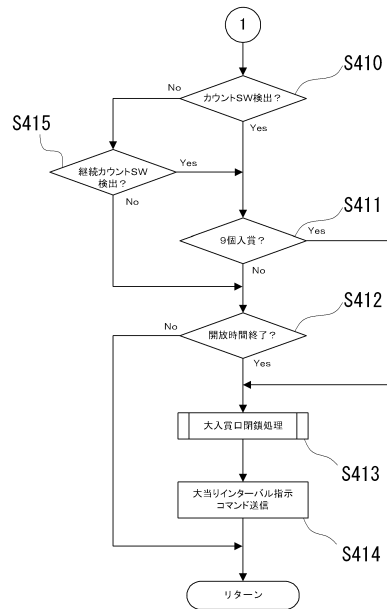 1
S410
カウントSW検出?
No
Yes
S415
継続カウントSW
検出?
Yes
No
S411
9個入賞?
Yes
No
S412
開放時間終了?
No
Yes
大入賞口閉鎖処理
S413
大当りインターバル指示
コマンド送信
S414
リターン